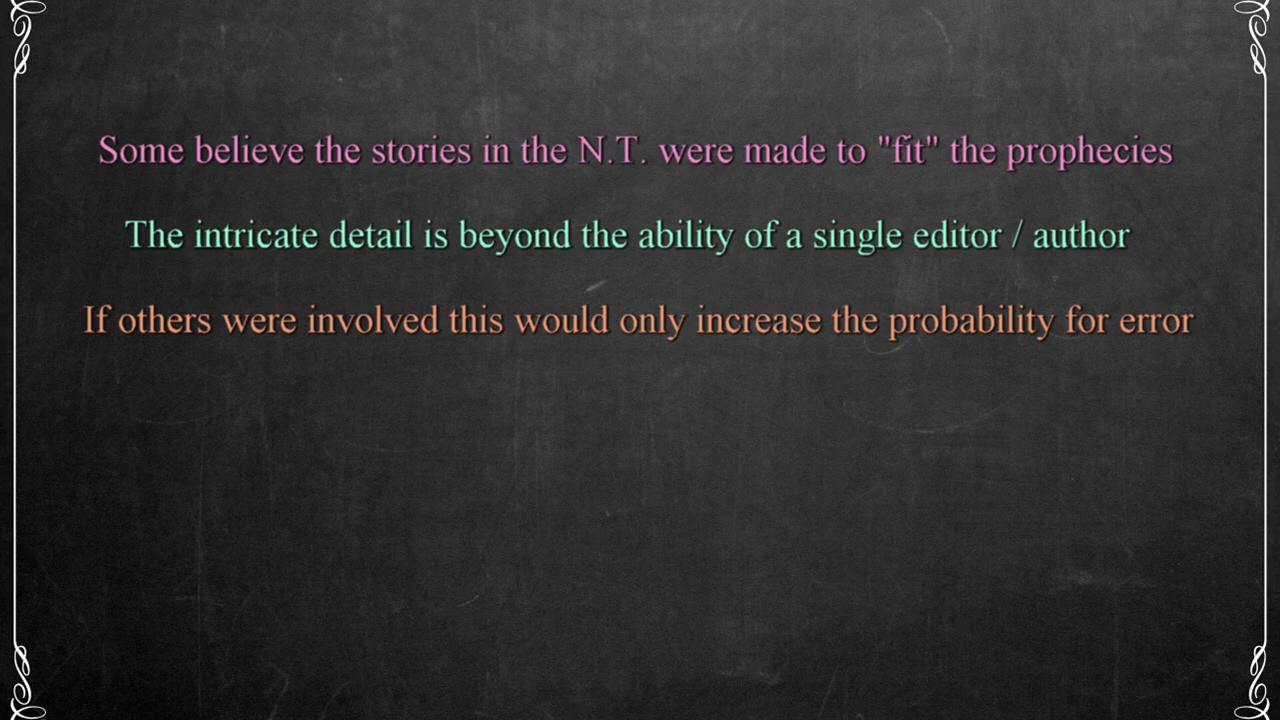 Some believe the stories in the N.T. were made to "fit" the prophecies
The intricate detail is beyond the ability of a single editor / author
If others were involved this would only increase the probability for error